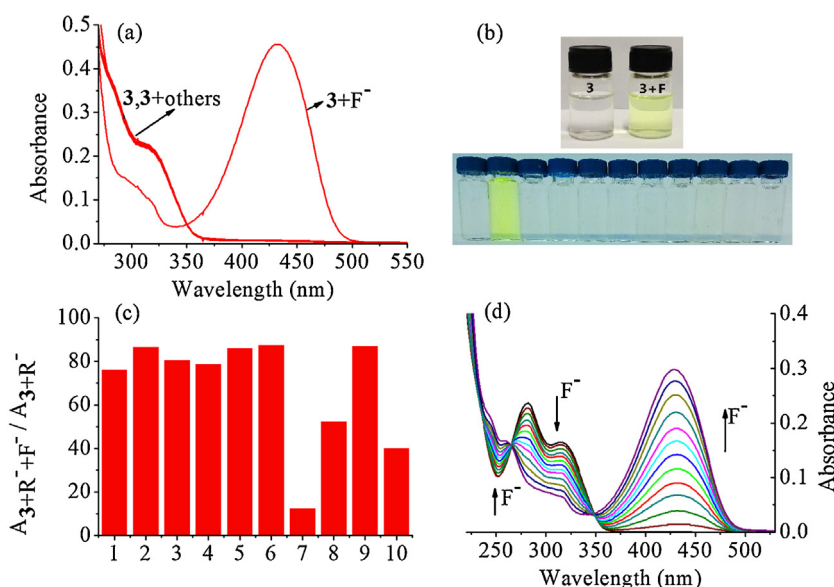 (a)
0.5
0.4
0.3
0.2
0.1
0.0
Absorbance
3,3+others
3+F⁻
300 350 400 450 500 550
Wavelength (nm)
(b)
3
3+F
(c)
100
80
60
40
20
0
A3+R⁻+F⁻ / A3+R⁻
1 2 3 4 5 6 7 8 9 10
(d)
F⁻
F⁻
F⁻
0.4
0.3
0.2
0.1
0.0
Absorbance
250 300 350 400 450 500
Wavelength (nm)